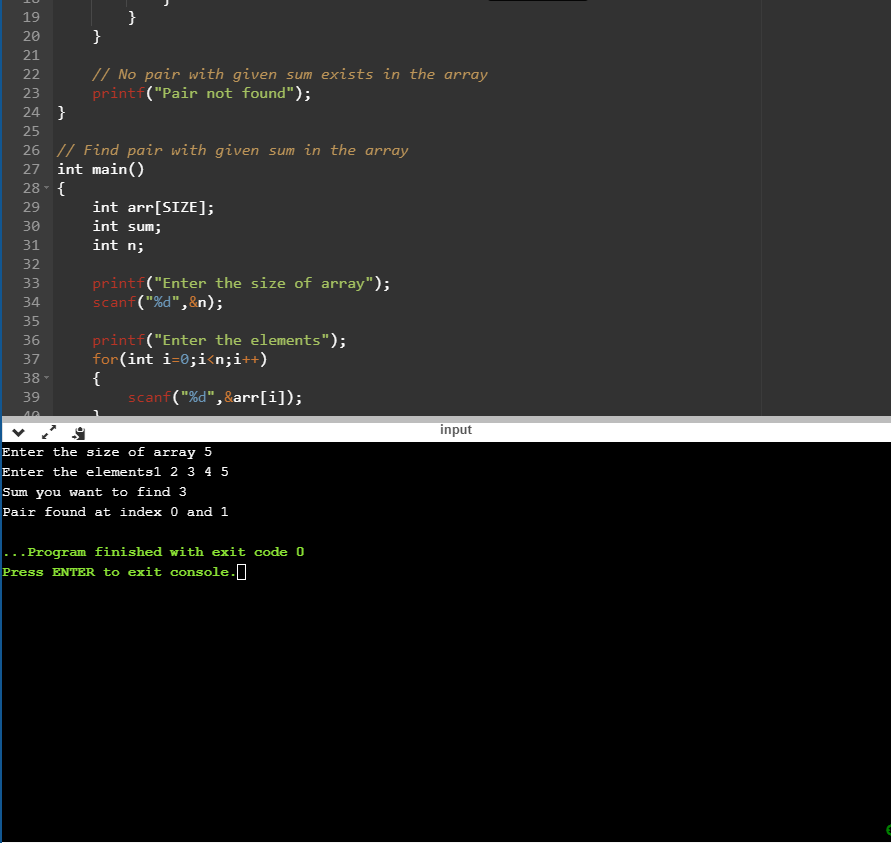 19 }
20 }
21
22 // No pair with given sum exists in the array
23 printf("Pair not found");
24 }
25
26 // Find pair with given sum in the array
27 int main()
28 {
29 int arr[SIZE];
30 int sum;
31 int n;
32
33 printf("Enter the size of array");
34 scanf("%d",&n);
35
36 printf("Enter the elements");
37 for(int i=0;i<n;i++)
38 {
39 scanf("%d",&arr[i]);
40 }
input
Enter the size of array 5
Enter the elements1 2 3 4 5
Sum you want to find 3
Pair found at index 0 and 1
...Program finished with exit code 0
Press ENTER to exit console.